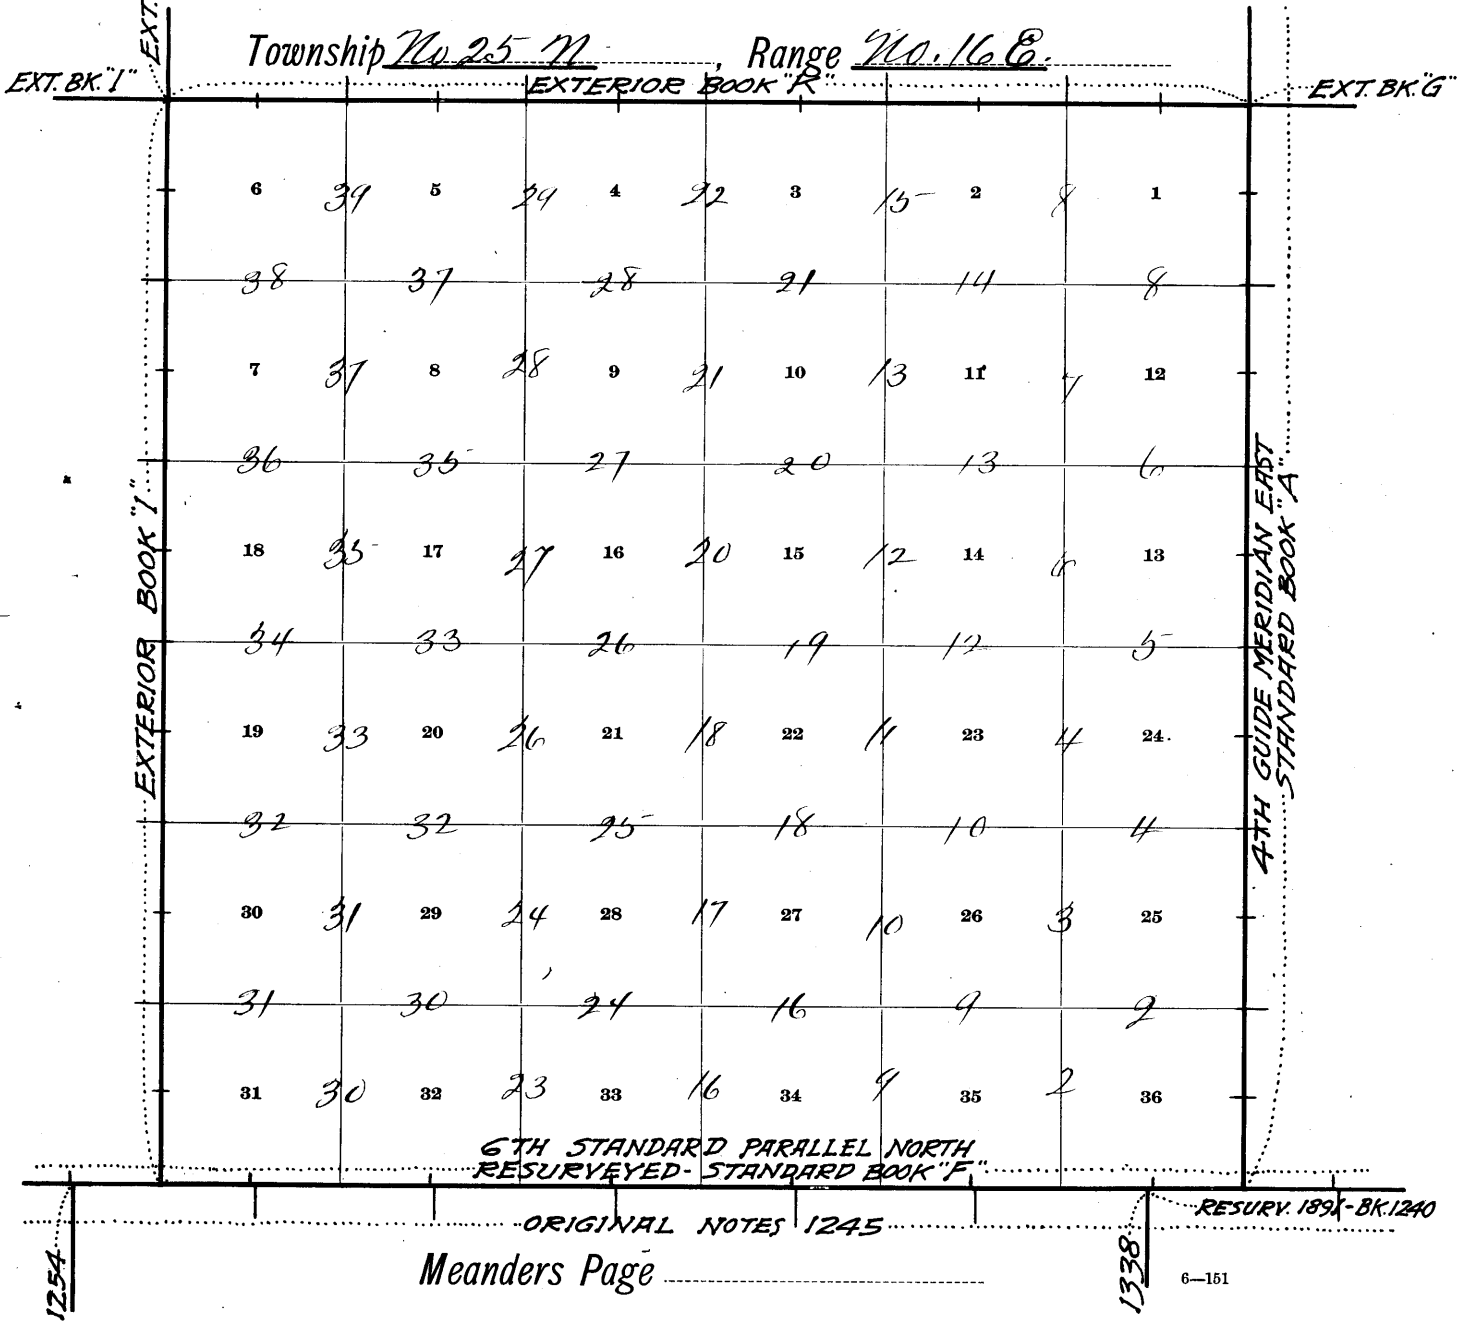 EXT.
Township No 25 N , Range No. 16 E.
EXT. BK. "I" EXTERIOR BOOK "R" EXT. BK. "G"
6 39 5 29 4 22 3 15 2 8 1
38 37 28 21 14 8
7 37 8 28 9 21 10 13 11 7 12
36 35 27 20 13 6
18 35 17 27 16 20 15 12 14 6 13
34 33 26 19 12 5
19 33 20 26 21 18 22 11 23 4 24
32 32 25 18 10 4
30 31 29 24 28 17 27 10 26 3 25
31 30 24 16 9 2
31 30 32 23 33 16 34 9 35 2 36
EXTERIOR BOOK "I"
4TH GUIDE MERIDIAN EAST
STANDARD BOOK "A"
6TH STANDARD PARALLEL NORTH
RESURVEYED - STANDARD BOOK "F"
RESURV. 1891 - BK. 1240
ORIGINAL NOTES 1245
1254
1338
Meanders Page
6—151